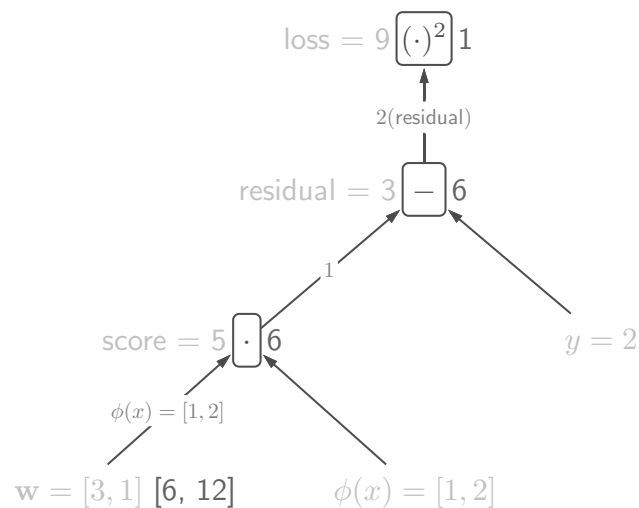 loss = 9 (·)² 1
2(residual)
residual = 3 − 6
1
score = 5 · 6
y = 2
ϕ(x) = [1, 2]
w = [3, 1] [6, 12]
ϕ(x) = [1, 2]